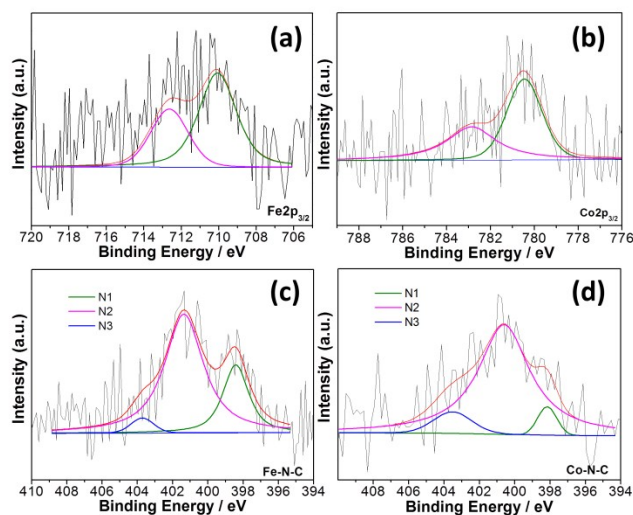 (a)
Intensity (a.u.)
Fe2p3/2
720 718 716 714 712 710 708 706
Binding Energy / eV
(b)
Intensity (a.u.)
Co2p3/2
788 786 784 782 780 778 776
Binding Energy / eV
(c)
N1
N2
N3
Intensity (a.u.)
Fe-N-C
410 408 406 404 402 400 398 396 394
Binding Energy / eV
(d)
N1
N2
N3
Intensity (a.u.)
Co-N-C
408 406 404 402 400 398 396 394
Binding Energy / eV